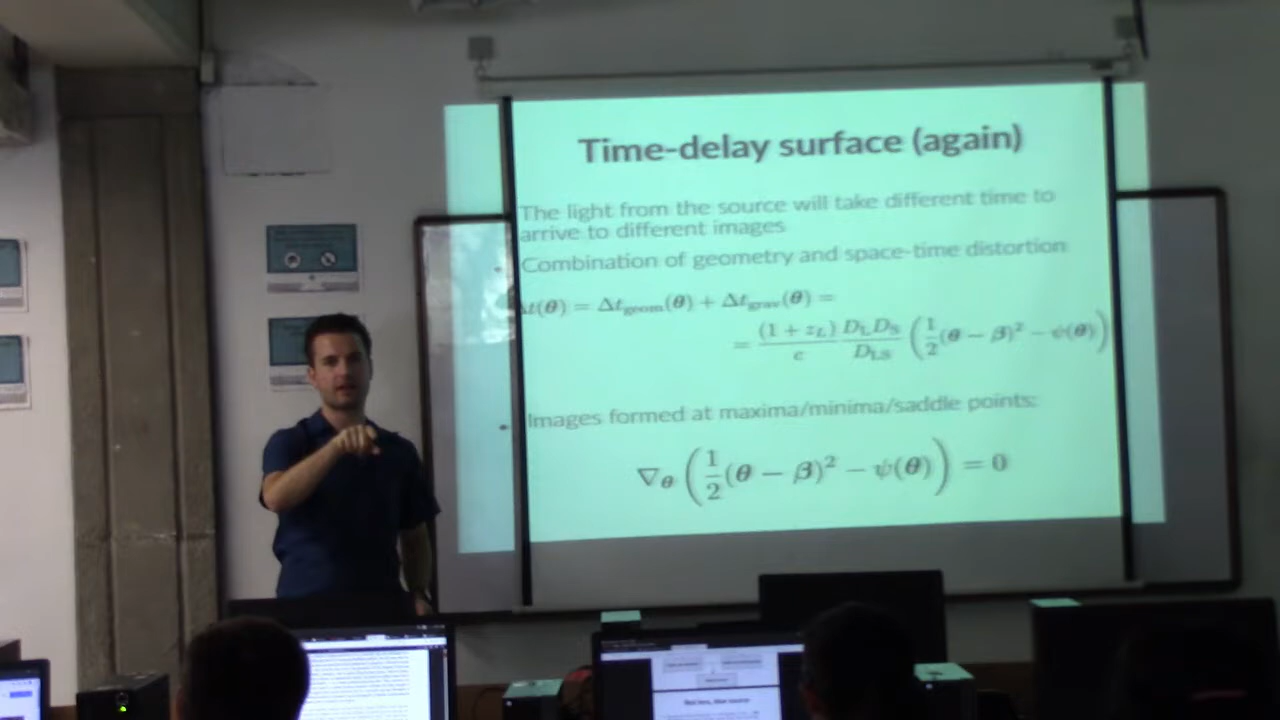 Time-delay surface (again)
The light from the source will take different time to
arrive to different images
Combination of geometry and space-time distortion
Δt(θ) = Δt_geom(θ) + Δt_grav(θ) =
= (1 + z_L)/c D_L D_S/D_LS (1/2(θ − β)² − ψ(θ))
Images formed at maxima/minima/saddle points:
∇_θ (1/2(θ − β)² − ψ(θ)) = 0